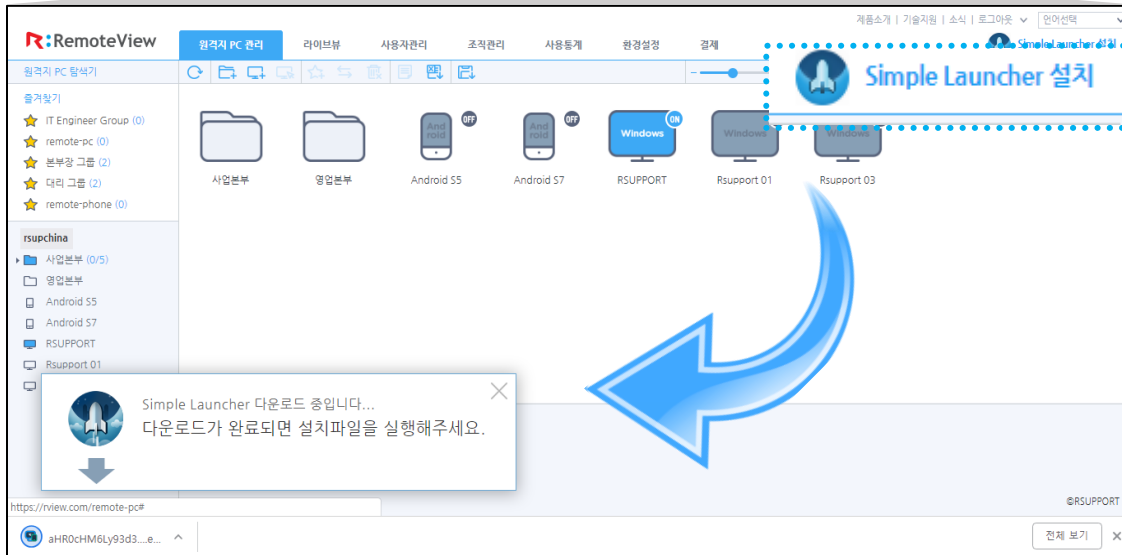 제품소개 | 기술지원 | 소식 | 로그아웃 언어선택
R:RemoteView
원격지 PC 관리 라이브뷰 사용자관리 조직관리 사용통계 환경설정 결제
Simple Launcher 설치
Simple Launcher 설치
원격지 PC 탐색기
즐겨찾기
IT Engineer Group (0)
remote-pc (0)
본부장 그룹 (2)
대리 그룹 (2)
remote-phone (0)
And
roid
OFF
And
roid
OFF
Windows
ON
Windows
Windows
사업본부 영업본부 Android S5 Android S7 RSUPPORT Rsupport 01 Rsupport 03
rsupchina
사업본부 (0/5)
영업본부
Android S5
Android S7
RSUPPORT
Rsupport 01
Simple Launcher 다운로드 중입니다...
다운로드가 완료되면 설치파일을 실행해주세요.
https://rview.com/remote-pc#
©RSUPPORT
aHR0cHM6Ly93d3....e...
전체 보기